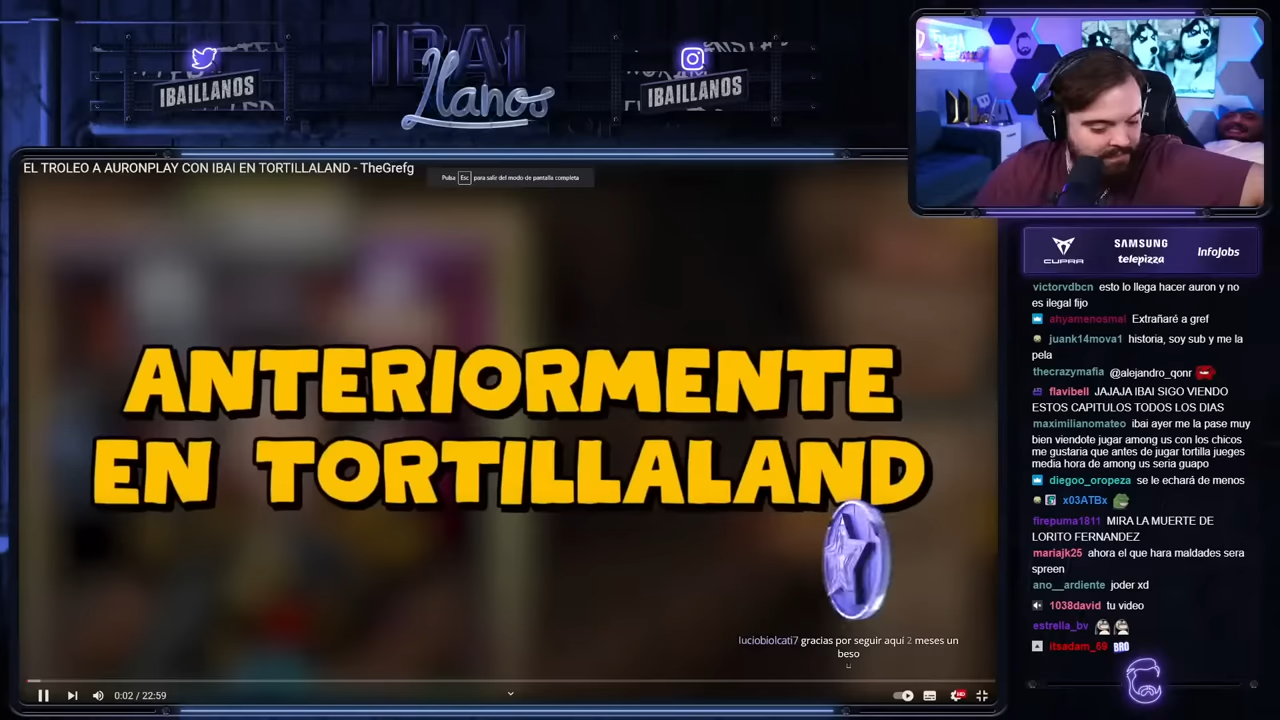 IBAI
Llanos
IBAILLANOS
IBAILLANOS
EL TROLEO A AURONPLAY CON IBAI EN TORTILLALAND - TheGrefg
Pulsa Esc para salir del modo de pantalla completa
ANTERIORMENTE
EN TORTILLALAND
luciobiolcati7 gracias por seguir aquí 2 meses un
beso
0:02 / 22:59
HD
CUPRA
SAMSUNG
telepizza
InfoJobs
victorvdbcn esto lo llega hacer auron y no
es ilegal fijo
ahyamenosmal Extrañaré a gref
juank14mova1 historia, soy sub y me la
pela
thecrazymafia @alejandro_qonr
flavibell JAJAJA IBAI SIGO VIENDO
ESTOS CAPITULOS TODOS LOS DIAS
maximilianomateo ibai ayer me la pase muy
bien viendote jugar among us con los chicos
me gustaria que antes de jugar tortilla jueges
media hora de among us seria guapo
diegoo_oropeza se le echará de menos
x03ATBx
firepuma1811 MIRA LA MUERTE DE
LORITO FERNANDEZ
mariajk25 ahora el que hara maldades sera
spreen
ano__ardiente joder xd
1038david tu video
estrella_bv
itsadam_69 BRO